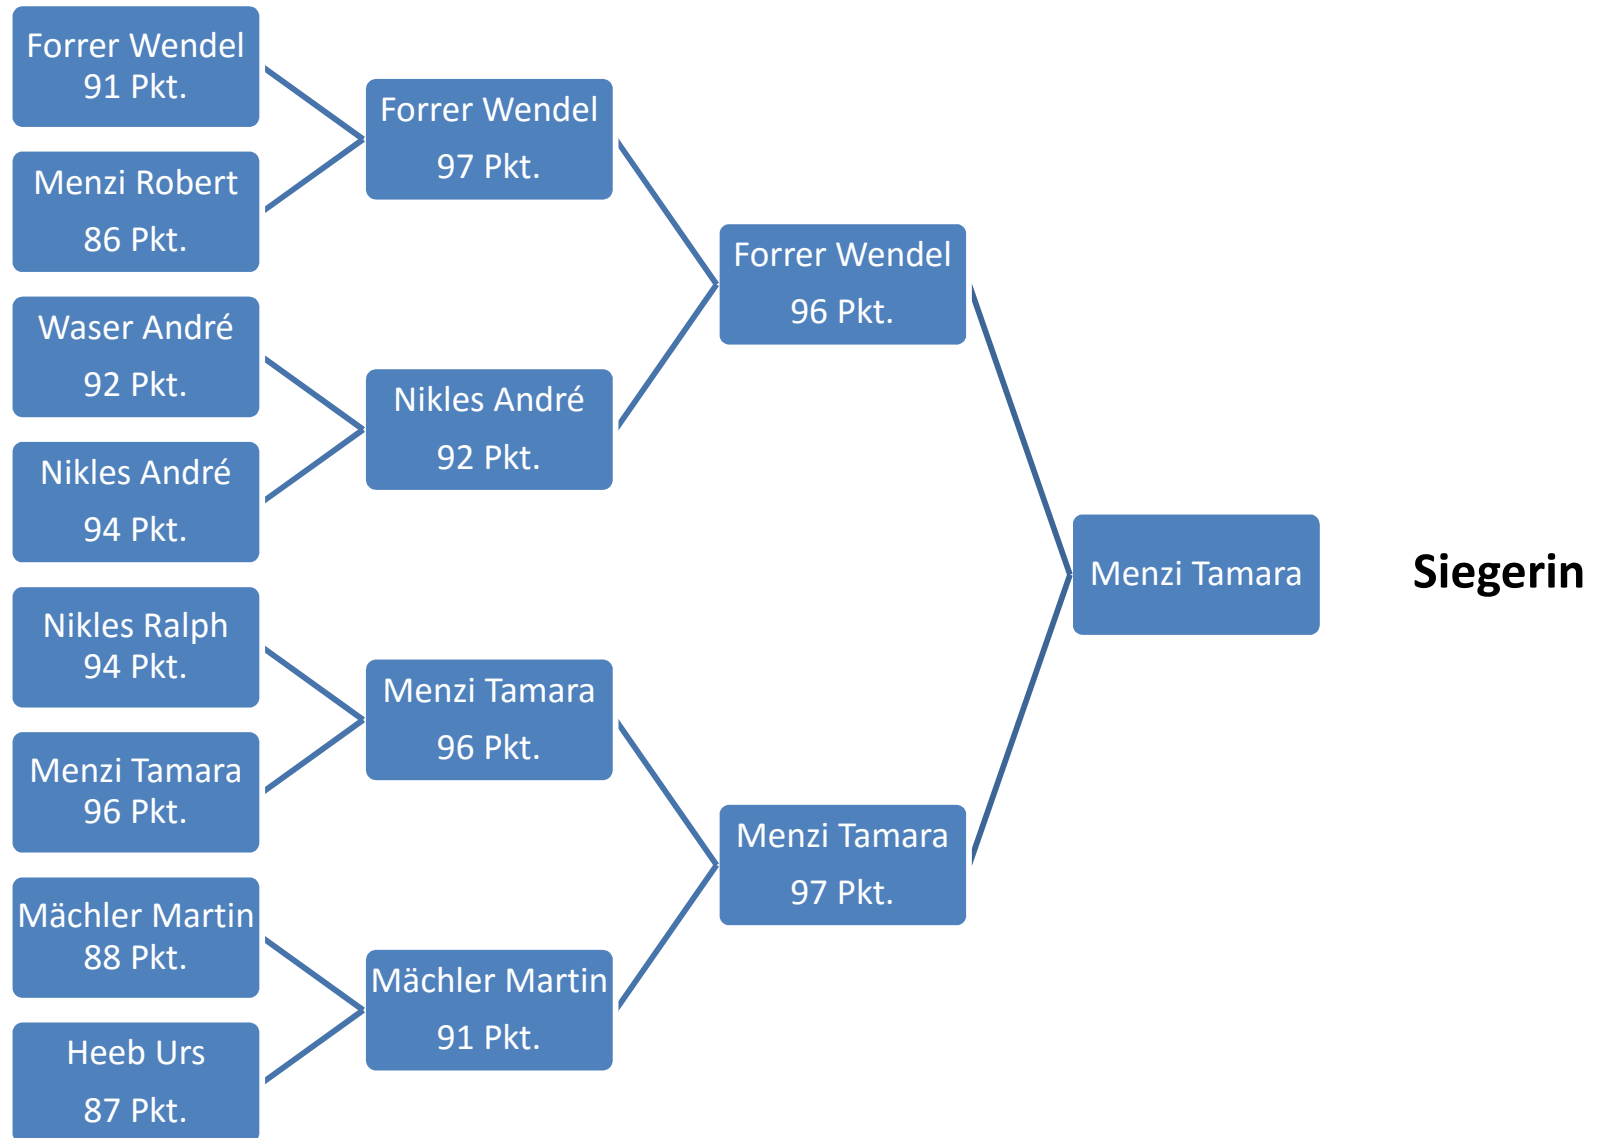 Forrer Wendel
91 Pkt.
Menzi Robert
86 Pkt.
Waser André
92 Pkt.
Nikles André
94 Pkt.
Nikles Ralph
94 Pkt.
Menzi Tamara
96 Pkt.
Mächler Martin
88 Pkt.
Heeb Urs
87 Pkt.
Forrer Wendel
97 Pkt.
Nikles André
92 Pkt.
Menzi Tamara
96 Pkt.
Mächler Martin
91 Pkt.
Forrer Wendel
96 Pkt.
Menzi Tamara
97 Pkt.
Menzi Tamara
Siegerin